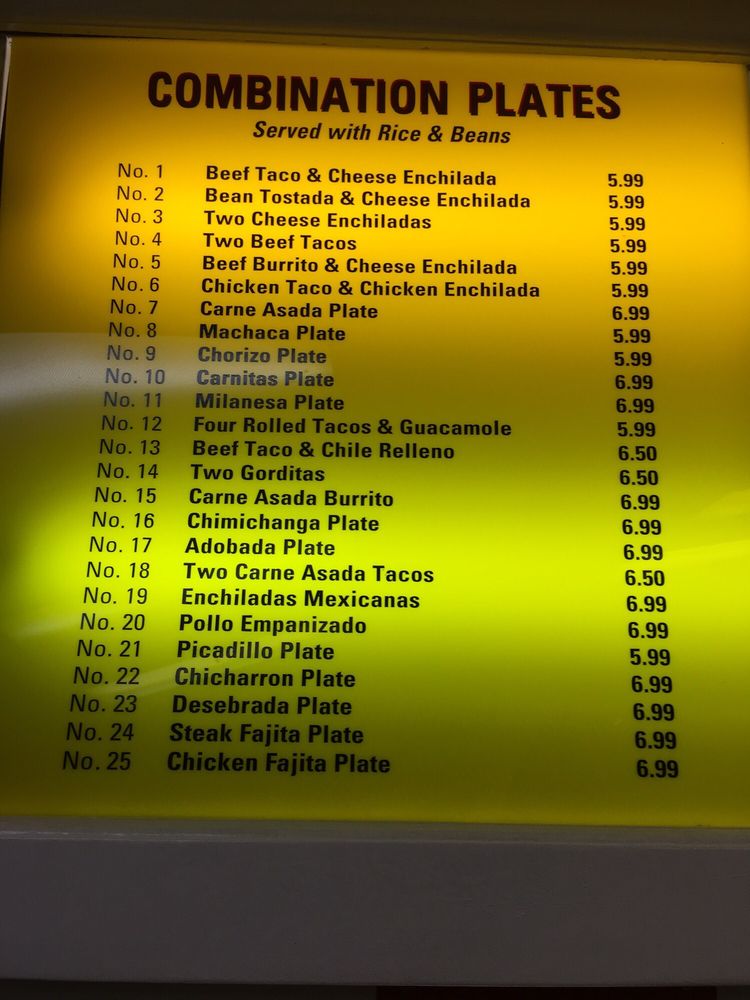 COMBINATION PLATES
Served with Rice & Beans
No. 1 Beef Taco & Cheese Enchilada 5.99
No. 2 Bean Tostada & Cheese Enchilada 5.99
No. 3 Two Cheese Enchiladas 5.99
No. 4 Two Beef Tacos 5.99
No. 5 Beef Burrito & Cheese Enchilada 5.99
No. 6 Chicken Taco & Chicken Enchilada 5.99
No. 7 Carne Asada Plate 6.99
No. 8 Machaca Plate 5.99
No. 9 Chorizo Plate 5.99
No. 10 Carnitas Plate 6.99
No. 11 Milanesa Plate 6.99
No. 12 Four Rolled Tacos & Guacamole 5.99
No. 13 Beef Taco & Chile Relleno 6.50
No. 14 Two Gorditas 6.50
No. 15 Carne Asada Burrito 6.99
No. 16 Chimichanga Plate 6.99
No. 17 Adobada Plate 6.99
No. 18 Two Carne Asada Tacos 6.50
No. 19 Enchiladas Mexicanas 6.99
No. 20 Pollo Empanizado 6.99
No. 21 Picadillo Plate 5.99
No. 22 Chicharron Plate 6.99
No. 23 Desebrada Plate 6.99
No. 24 Steak Fajita Plate 6.99
No. 25 Chicken Fajita Plate 6.99